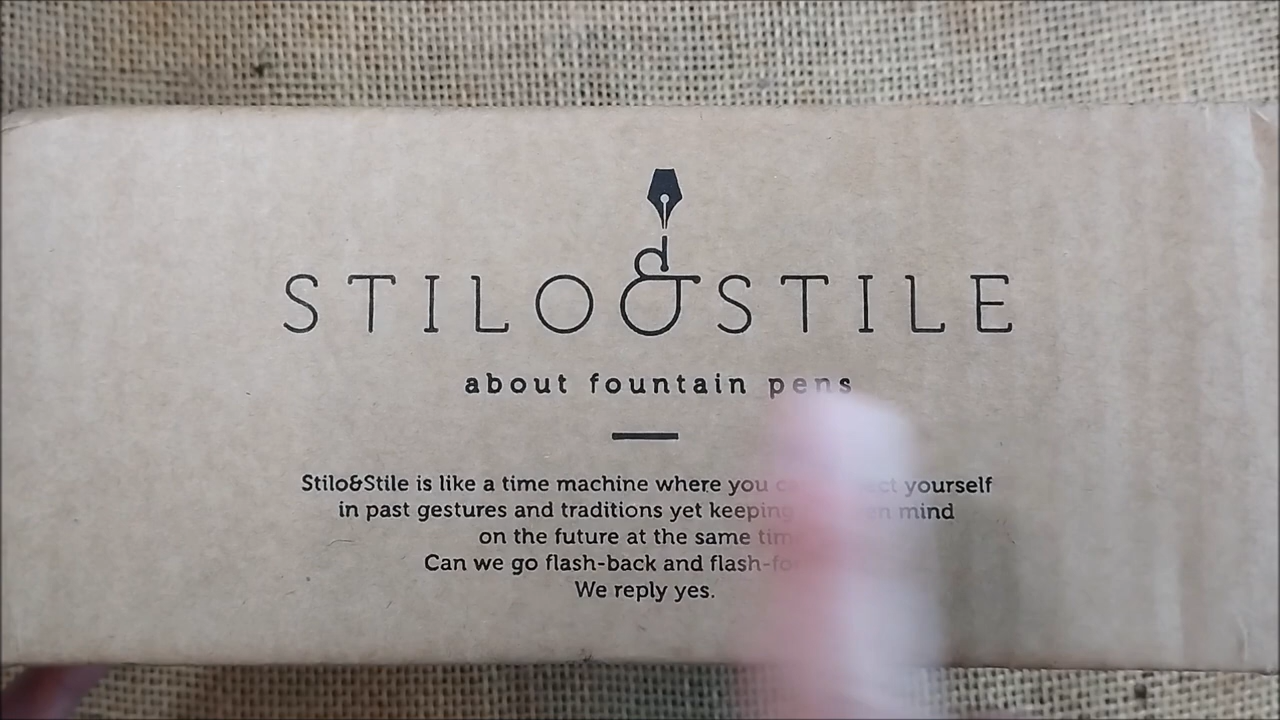 STILO&STILE
about fountain pens
Stilo&Stile is like a time machine where you yourself
in past gestures and traditions yet keeping mind
on the future at the same
Can we go flash-back and
We reply yes.